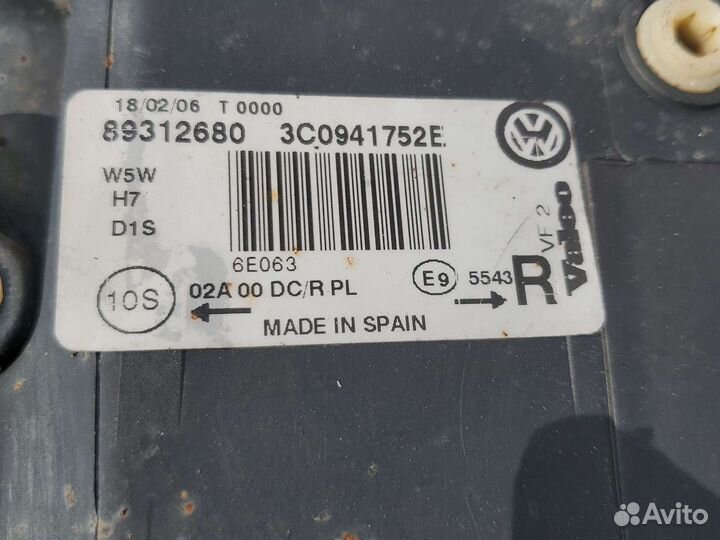 18/02/06 T 0000
89312680 3C0941752E
W5W
H7
D1S
6E063
10S
02A 00 DC/R PL
E9 5543
R
VF 2
Valeo
MADE IN SPAIN
Avito